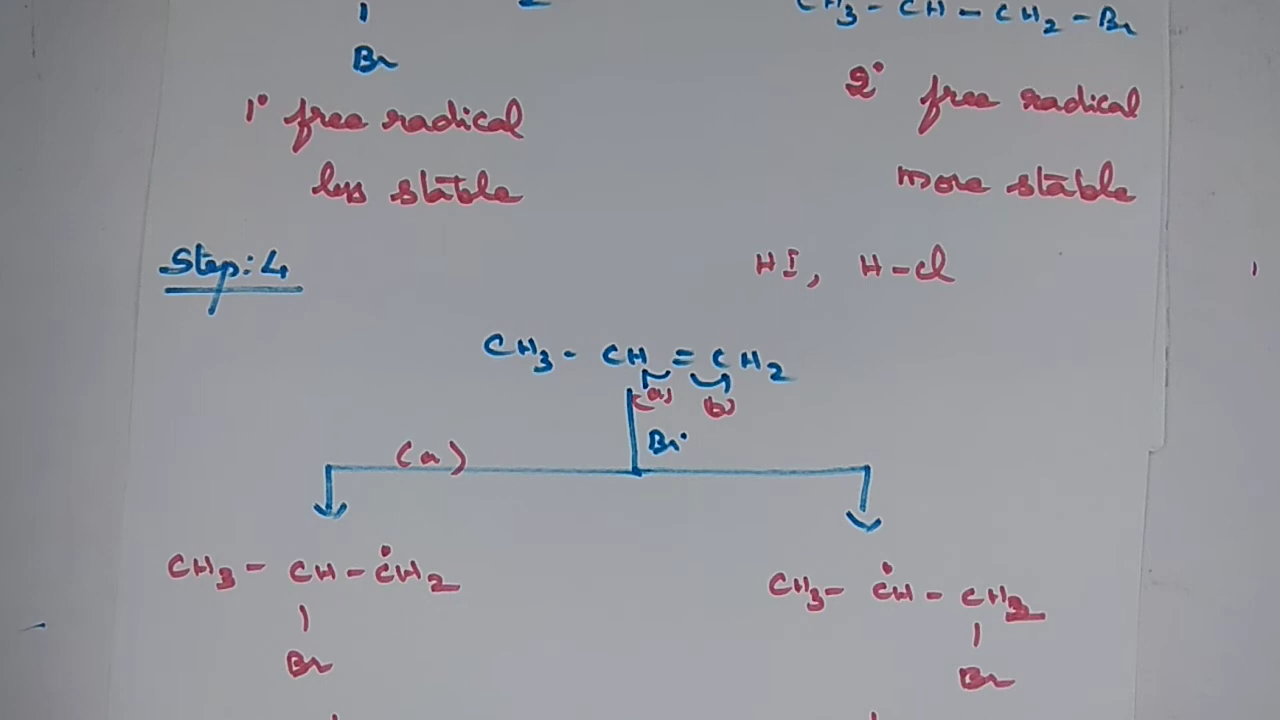 Br
CH3 - CH - CH2 - Br
1° free radical
less stable
2° free radical
more stable
Step: 4
HI, H-Cl
CH3 - CH = CH2
(a) (b)
Br•
(a)
CH3 - CH - ĊH2
Br
CH3 - ĊH - CH3
Br